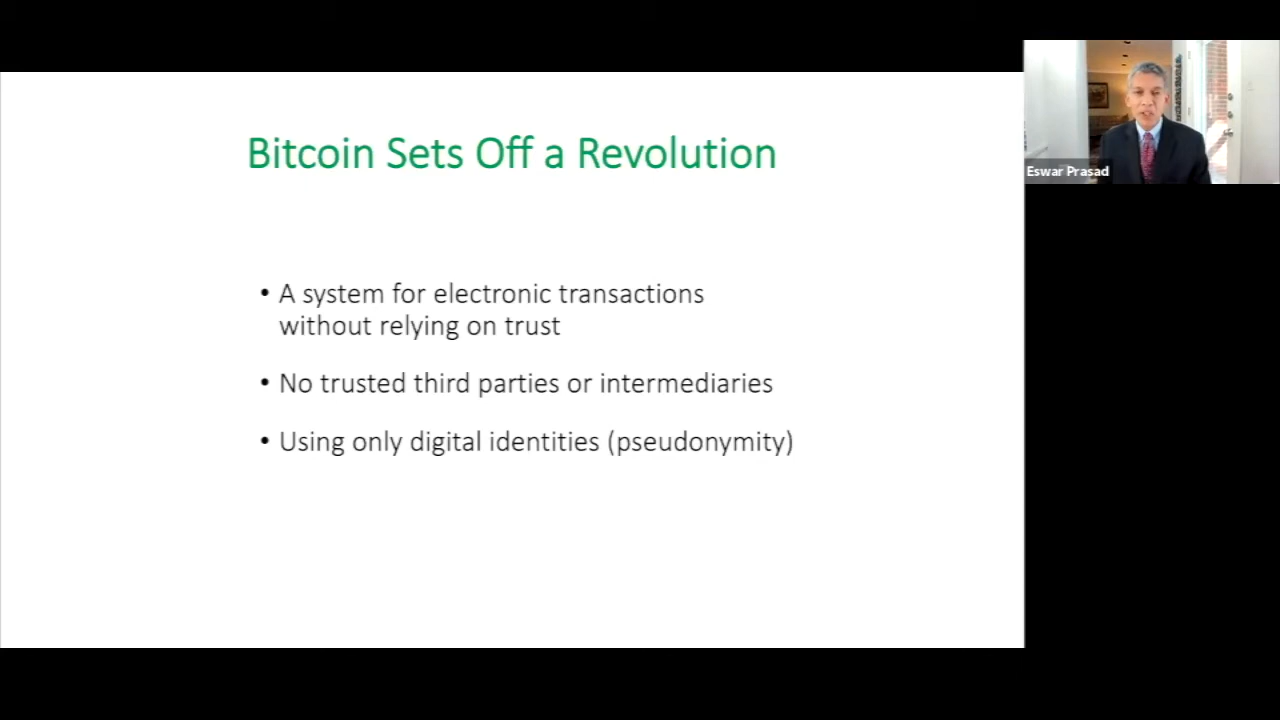 Bitcoin Sets Off a Revolution
• A system for electronic transactions
without relying on trust
• No trusted third parties or intermediaries
• Using only digital identities (pseudonymity)
Eswar Prasad